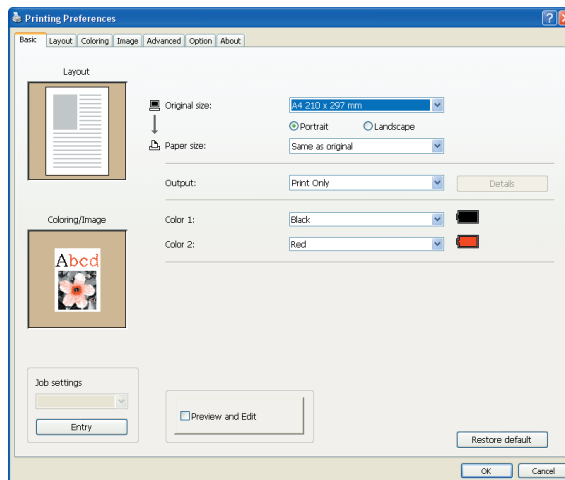 Printing Preferences
Basic Layout Coloring Image Advanced Option About
Layout
Original size: A4 210 x 297 mm
Portrait Landscape
Paper size: Same as original
Output: Print Only Details
Coloring/Image
Color 1: Black
Color 2: Red
Abcd
Job settings
Entry
Preview and Edit
Restore default
OK Cancel